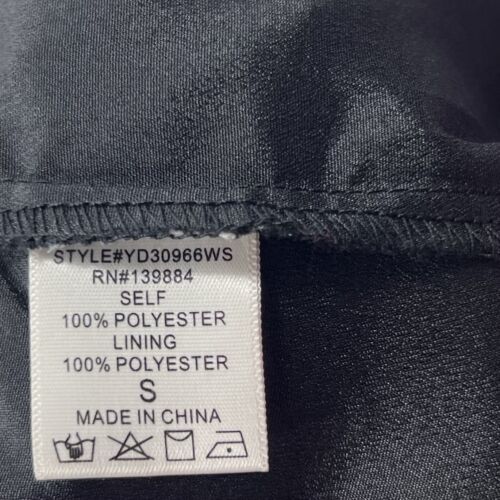 STYLE#YD30966WS
RN#139884
SELF
100% POLYESTER
LINING
100% POLYESTER
S
MADE IN CHINA